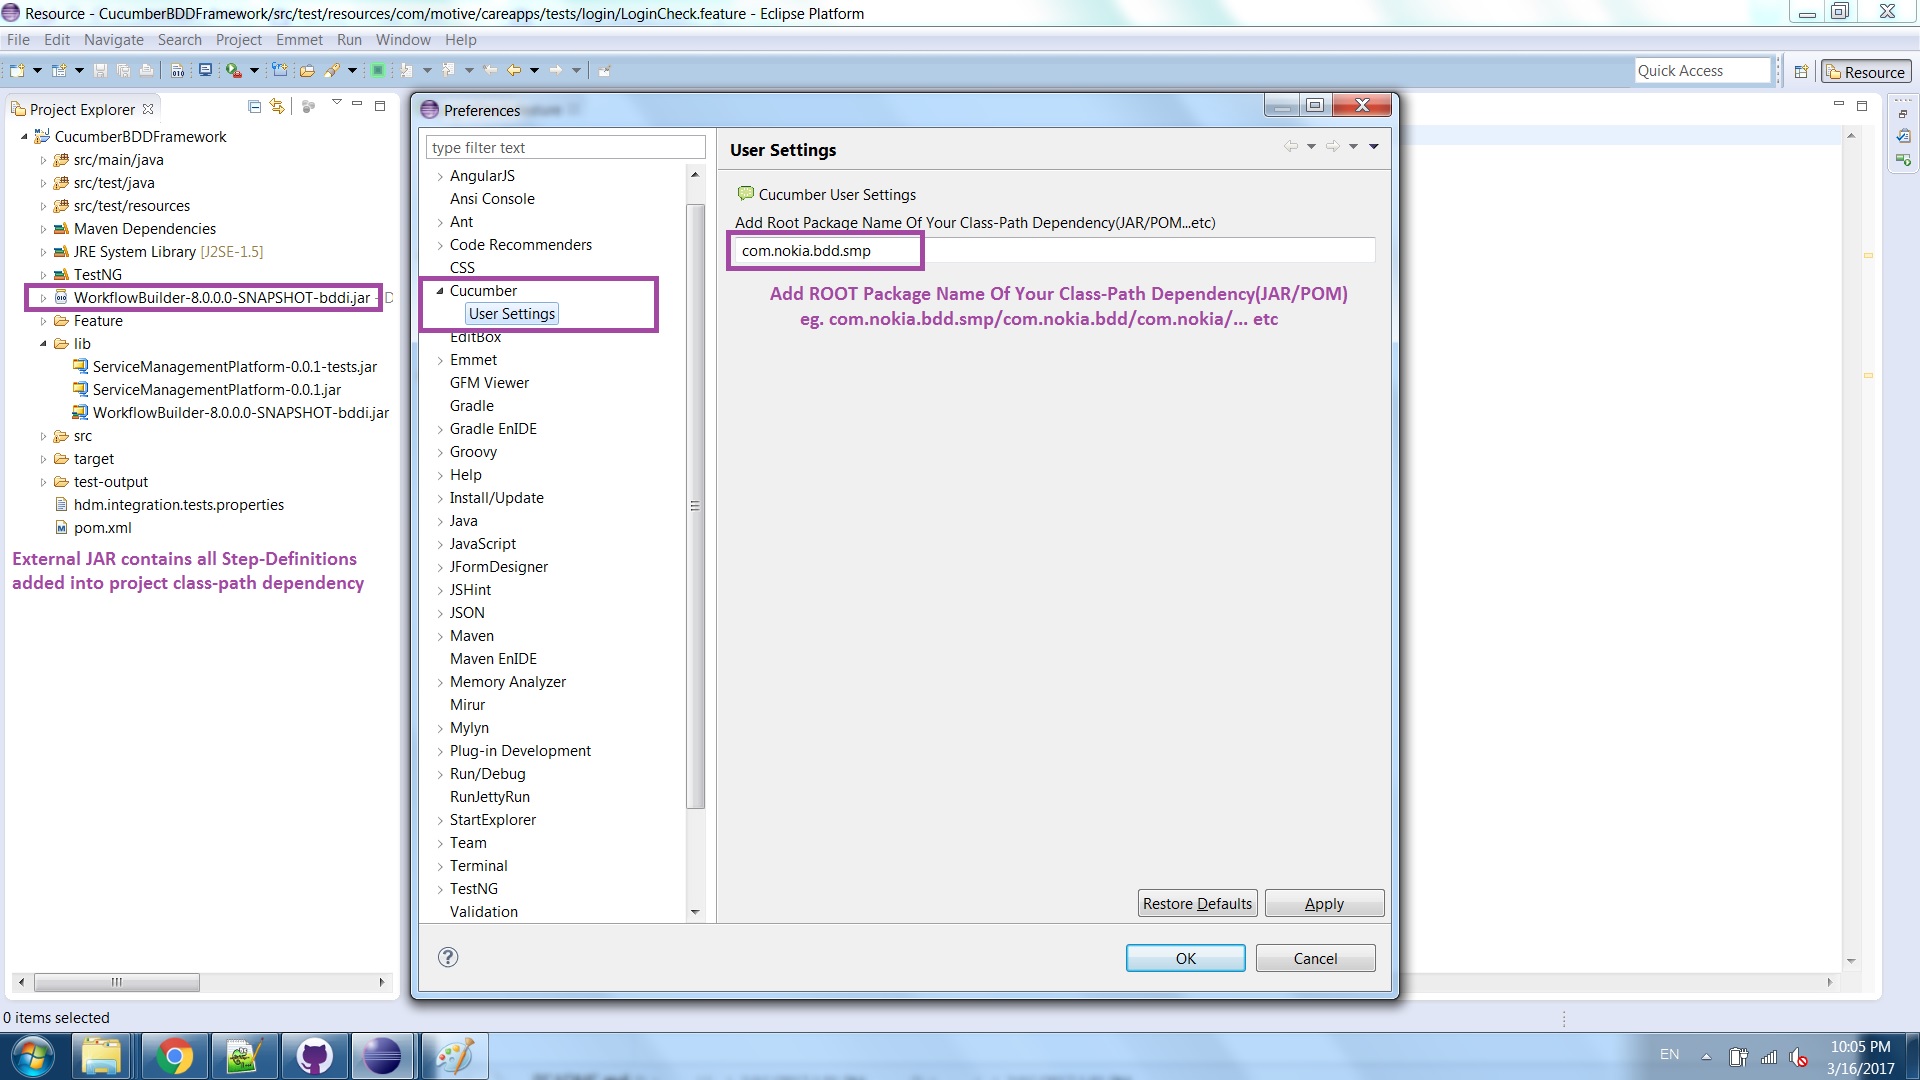 Resource - CucumberBDDFramework/src/test/resources/com/motive/careapps/tests/login/LoginCheck.feature - Eclipse Platform
File Edit Navigate Search Project Emmet Run Window Help
Quick Access
Resource
Project Explorer
CucumberBDDFramework
src/main/java
src/test/java
src/test/resources
Maven Dependencies
JRE System Library [J2SE-1.5]
TestNG
WorkflowBuilder-8.0.0.0-SNAPSHOT-bddi.jar - D
Feature
lib
ServiceManagementPlatform-0.0.1-tests.jar
ServiceManagementPlatform-0.0.1.jar
WorkflowBuilder-8.0.0.0-SNAPSHOT-bddi.jar
src
target
test-output
hdm.integration.tests.properties
pom.xml
External JAR contains all Step-Definitions
added into project class-path dependency
Preferences
type filter text
AngularJS
Ansi Console
Ant
Code Recommenders
CSS
Cucumber
User Settings
EditBox
Emmet
GFM Viewer
Gradle
Gradle EnIDE
Groovy
Help
Install/Update
Java
JavaScript
JFormDesigner
JSHint
JSON
Maven
Maven EnIDE
Memory Analyzer
Mirur
Mylyn
Plug-in Development
Run/Debug
RunJettyRun
StartExplorer
Team
Terminal
TestNG
Validation
User Settings
Cucumber User Settings
Add Root Package Name Of Your Class-Path Dependency(JAR/POM...etc)
com.nokia.bdd.smp
Add ROOT Package Name Of Your Class-Path Dependency(JAR/POM)
eg. com.nokia.bdd.smp/com.nokia.bdd/com.nokia/... etc
Restore Defaults
Apply
OK
Cancel
0 items selected
EN
10:05 PM
3/16/2017